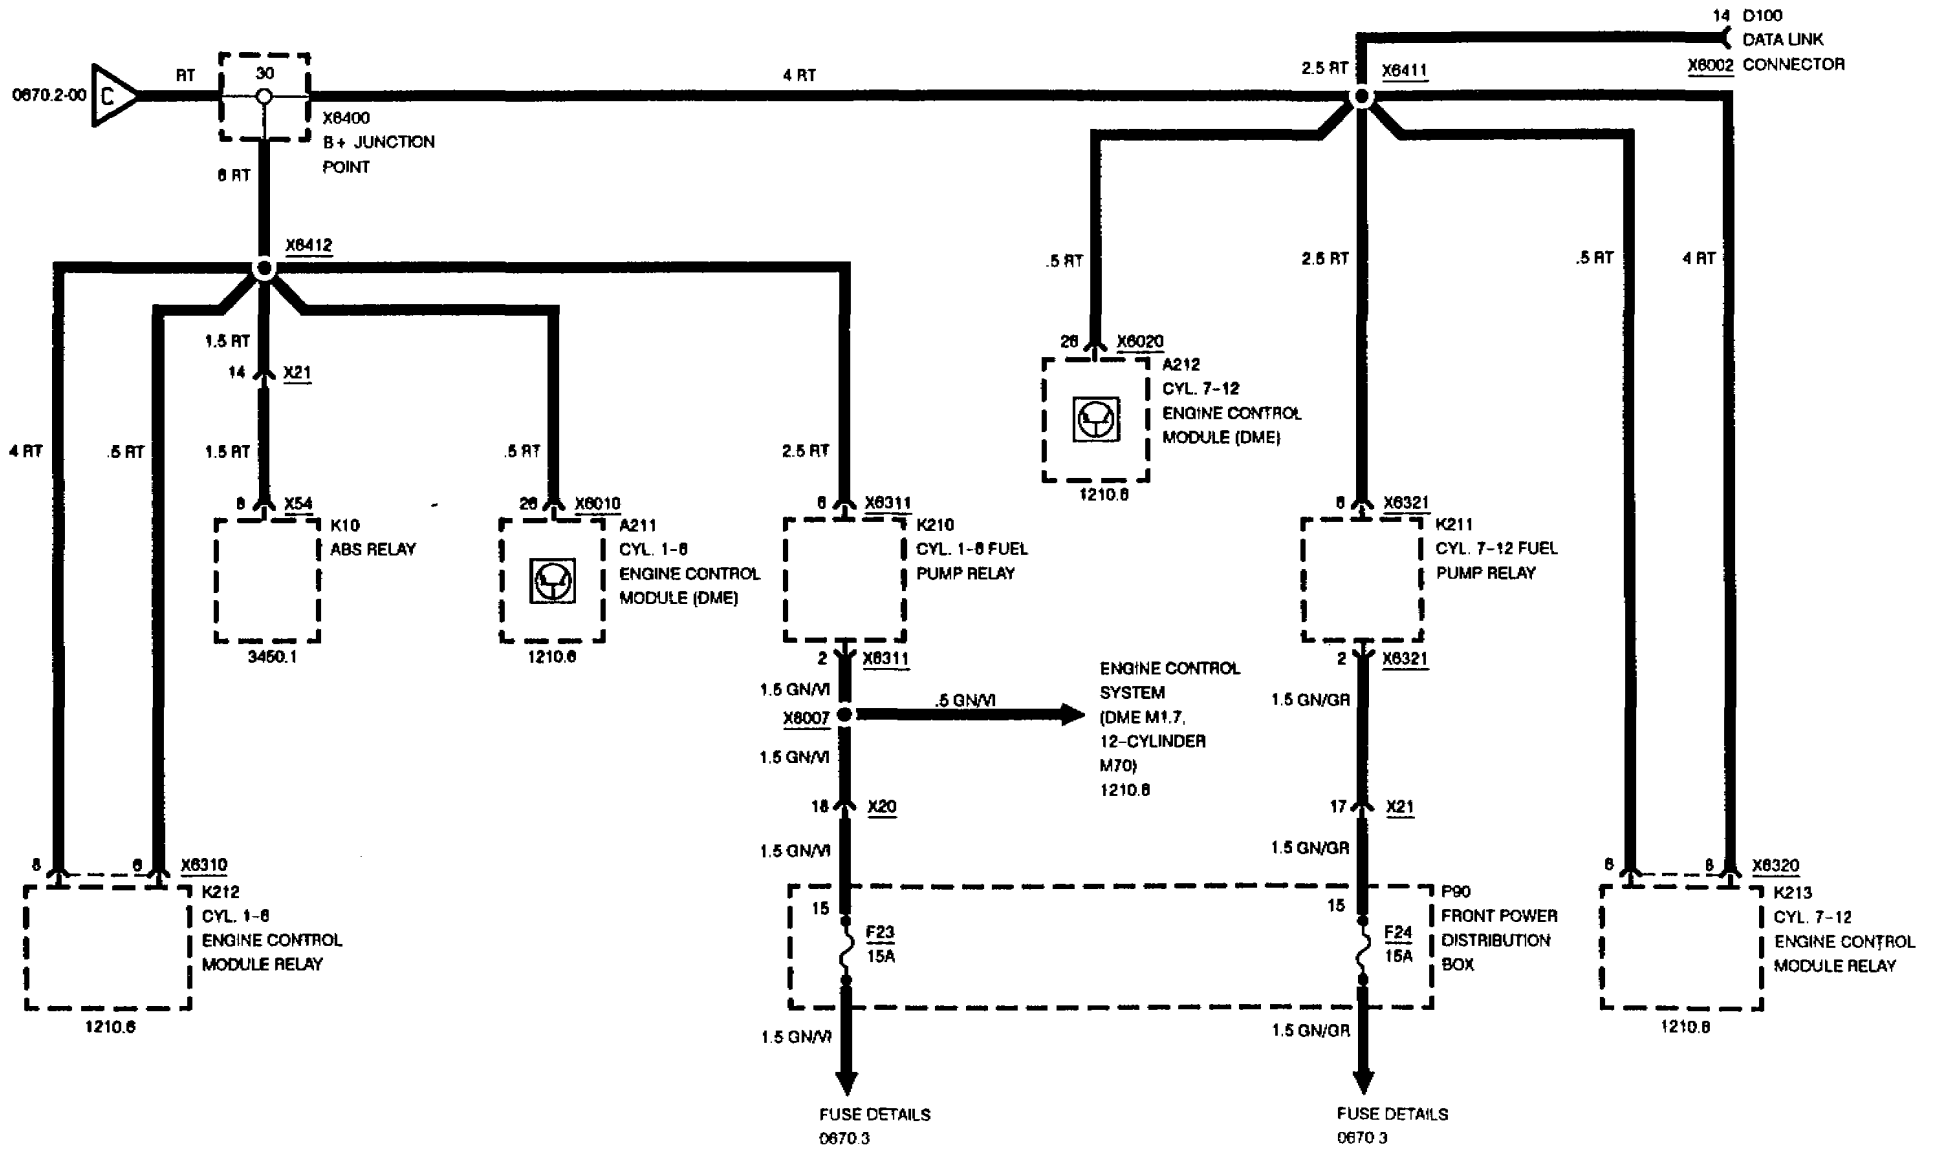 14 D100
DATA LINK
X6002 CONNECTOR
0670.2-00 C RT 30 4 RT 2.5 RT X6411
X6400
B+ JUNCTION
POINT
6 RT
X6412
.5 RT 2.5 RT .5 RT 4 RT
1.5 RT
14 X21
26 X6020
A212
CYL. 7-12
ENGINE CONTROL
MODULE (DME)
1210.6
4 RT .5 RT 1.5 RT .5 RT 2.5 RT
8 X54
K10
ABS RELAY
3450.1
26 X6010
A211
CYL. 1-6
ENGINE CONTROL
MODULE (DME)
1210.6
6 X6311
K210
CYL. 1-6 FUEL
PUMP RELAY
6 X6321
K211
CYL. 7-12 FUEL
PUMP RELAY
2 X6311
1.5 GN/VI
X6007
.5 GN/VI
ENGINE CONTROL
SYSTEM
(DME M1.7,
12-CYLINDER
M70)
1210.6
2 X6321
1.5 GN/GR
1.5 GN/VI
18 X20
17 X21
1.5 GN/VI
1.5 GN/GR
8 6 X6310
K212
CYL. 1-6
ENGINE CONTROL
MODULE RELAY
1210.6
15
F23
15A
15
F24
15A
P90
FRONT POWER
DISTRIBUTION
BOX
6 8 X6320
K213
CYL. 7-12
ENGINE CONTROL
MODULE RELAY
1210.6
1.5 GN/VI
1.5 GN/GR
FUSE DETAILS
0670.3
FUSE DETAILS
0670 3